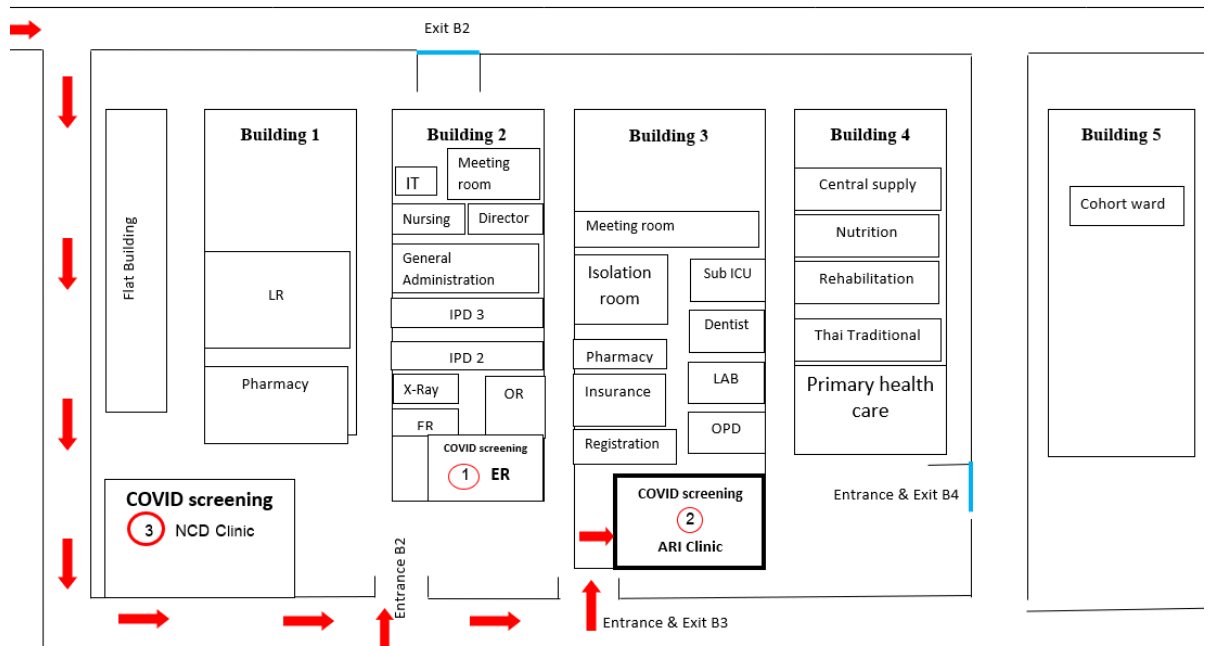 Exit B2
Flat Building
Building 1
LR
Pharmacy
COVID screening
3 NCD Clinic
Building 2
Meeting
room
IT
Nursing
Director
General
Administration
IPD 3
IPD 2
X-Ray
OR
ER
COVID screening
1 ER
Entrance B2
Building 3
Meeting room
Isolation
room
Sub ICU
Dentist
Pharmacy
LAB
Insurance
OPD
Registration
COVID screening
2
ARI Clinic
Entrance & Exit B3
Building 4
Central supply
Nutrition
Rehabilitation
Thai Traditional
Primary health
care
Entrance & Exit B4
Building 5
Cohort ward